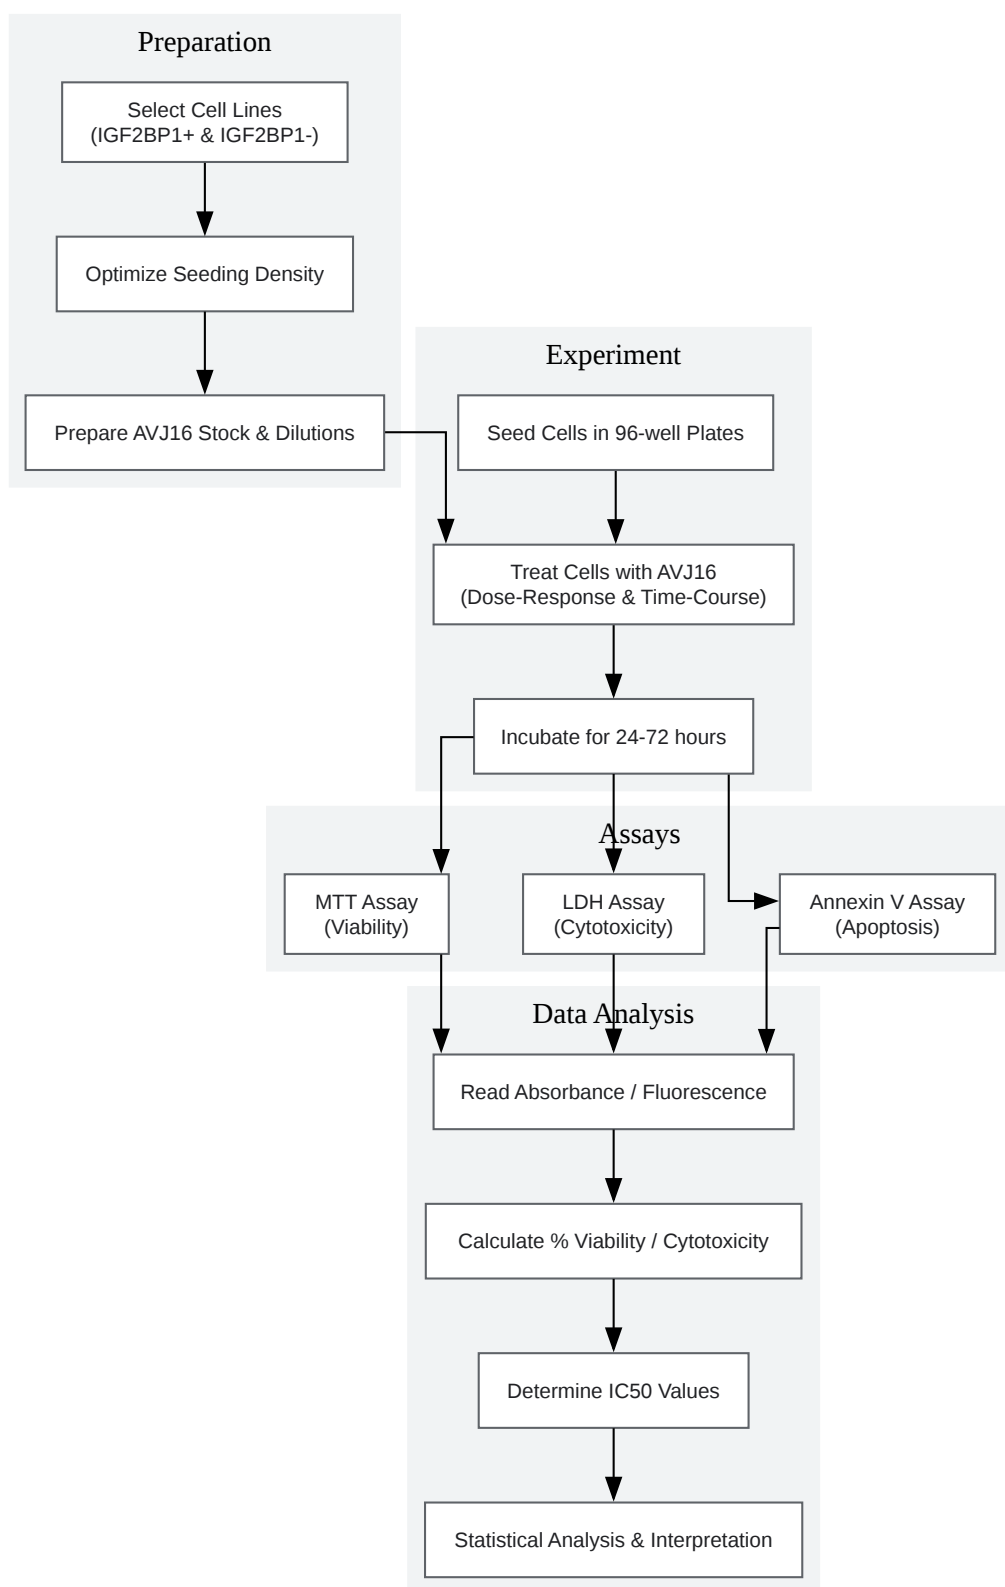 Preparation
Select Cell Lines
(IGF2BP1+ & IGF2BP1-)
Optimize Seeding Density
Prepare AVJ16 Stock & Dilutions
Experiment
Seed Cells in 96-well Plates
Treat Cells with AVJ16
(Dose-Response & Time-Course)
Incubate for 24-72 hours
Assays
MTT Assay
(Viability)
LDH Assay
(Cytotoxicity)
Annexin V Assay
(Apoptosis)
Data Analysis
Read Absorbance / Fluorescence
Calculate % Viability / Cytotoxicity
Determine IC50 Values
Statistical Analysis & Interpretation